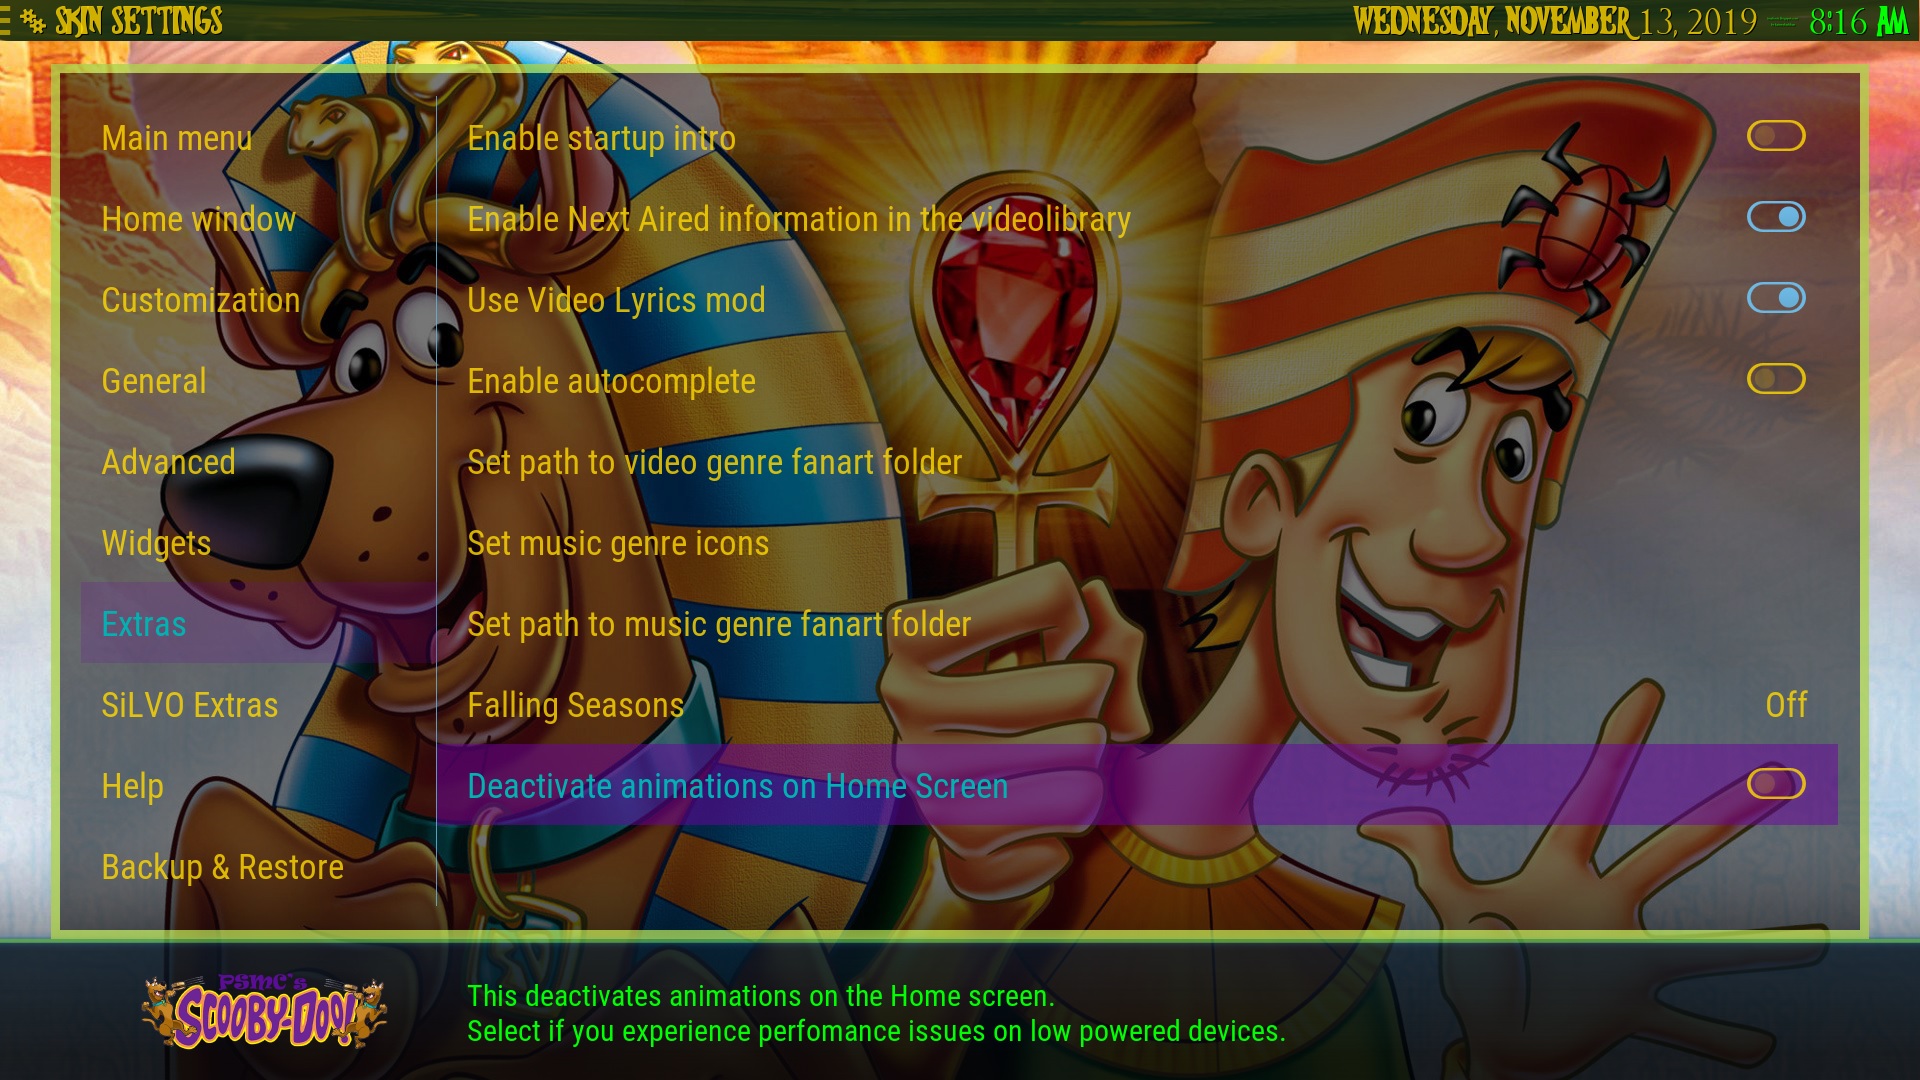 SKIN SETTINGS
WEDNESDAY, NOVEMBER 13, 2019 8:16 AM
Main menu
Home window
Customization
General
Advanced
Widgets
Extras
SiLVO Extras
Help
Backup & Restore
Enable startup intro
Enable Next Aired information in the videolibrary
Use Video Lyrics mod
Enable autocomplete
Set path to video genre fanart folder
Set music genre icons
Set path to music genre fanart folder
Falling Seasons Off
Deactivate animations on Home Screen
PSMC's
SCOOBY-DOO!
This deactivates animations on the Home screen.
Select if you experience perfomance issues on low powered devices.